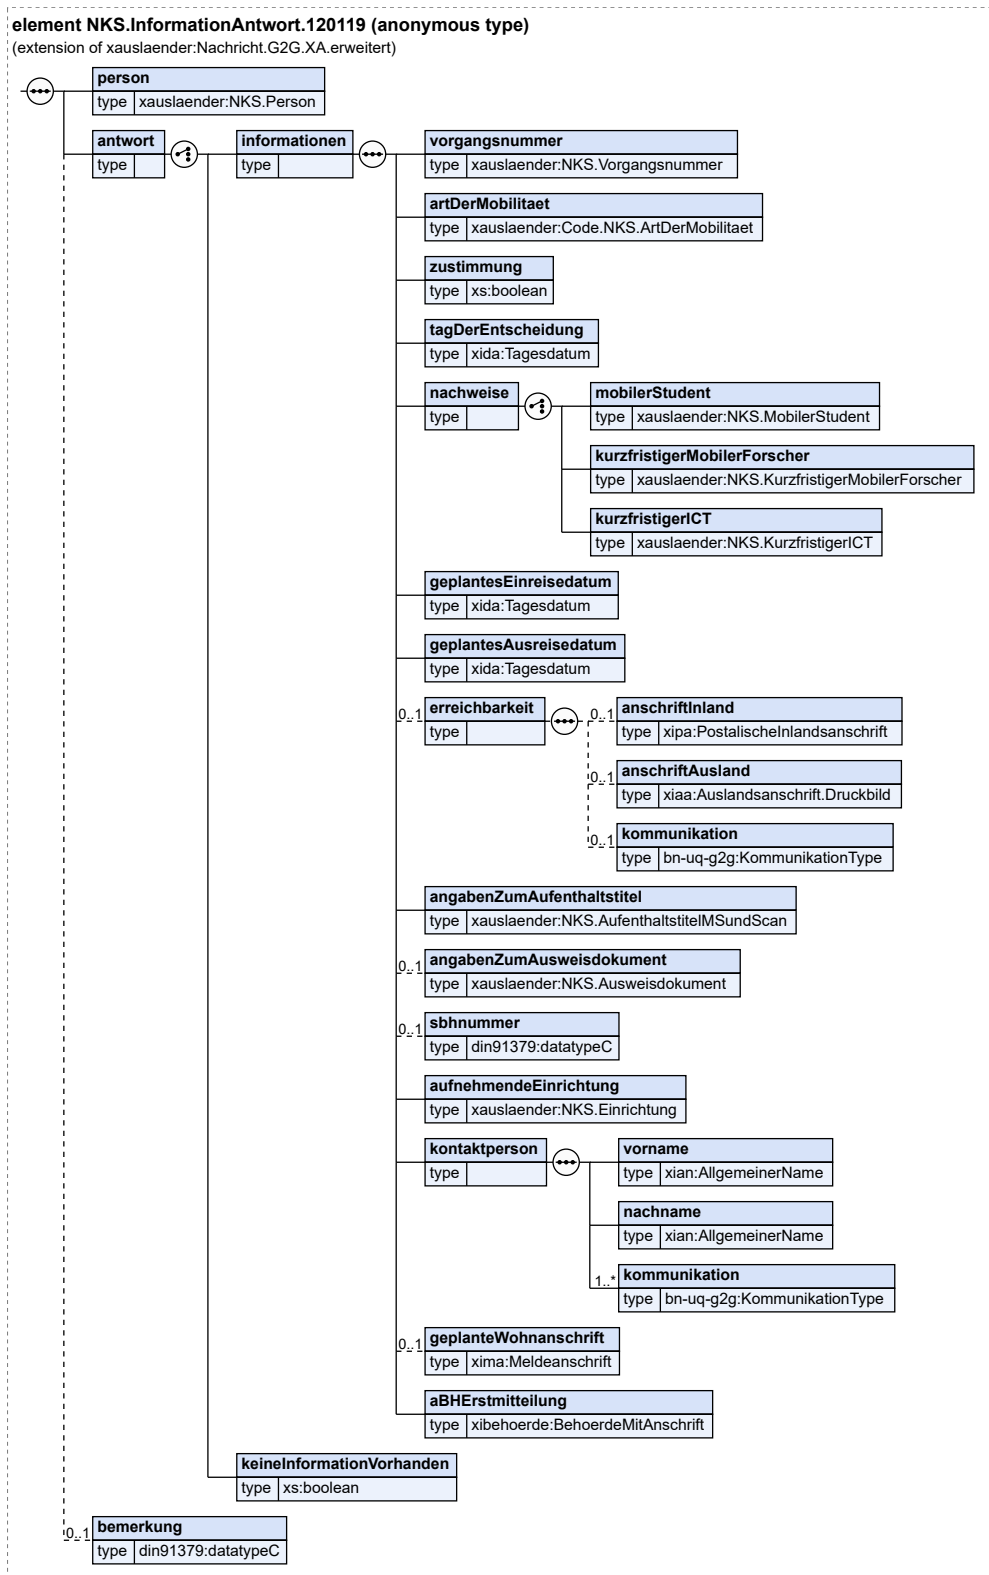 element NKS.InformationAntwort.120119 (anonymous type)
(extension of xauslaender:Nachricht.G2G.XA.erweitert)
person
type xauslaender:NKS.Person
antwort
type
informationen
type
vorgangsnummer
type xauslaender:NKS.Vorgangsnummer
artDerMobilitaet
type xauslaender:Code.NKS.ArtDerMobilitaet
zustimmung
type xs:boolean
tagDerEntscheidung
type xida:Tagesdatum
nachweise
type
mobilerStudent
type xauslaender:NKS.MobilerStudent
kurzfristigerMobilerForscher
type xauslaender:NKS.KurzfristigerMobilerForscher
kurzfristigerICT
type xauslaender:NKS.KurzfristigerICT
geplantesEinreisedatum
type xida:Tagesdatum
geplantesAusreisedatum
type xida:Tagesdatum
0..1 erreichbarkeit
type
0..1 anschriftInland
type xipa:PostalischeInlandsanschrift
0..1 anschriftAusland
type xiaa:Auslandsanschrift.Druckbild
0..1 kommunikation
type bn-uq-g2g:KommunikationType
angabenZumAufenthaltstitel
type xauslaender:NKS.AufenthaltstitelMSundScan
0..1 angabenZumAusweisdokument
type xauslaender:NKS.Ausweisdokument
0..1 sbhnummer
type din91379:datatypeC
aufnehmendeEinrichtung
type xauslaender:NKS.Einrichtung
kontaktperson
type
vorname
type xian:AllgemeinerName
nachname
type xian:AllgemeinerName
1..* kommunikation
type bn-uq-g2g:KommunikationType
0..1 geplanteWohnanschrift
type xima:Meldeanschrift
aBHErstmitteilung
type xibehoerde:BehoerdeMitAnschrift
keineInformationVorhanden
type xs:boolean
0..1 bemerkung
type din91379:datatypeC